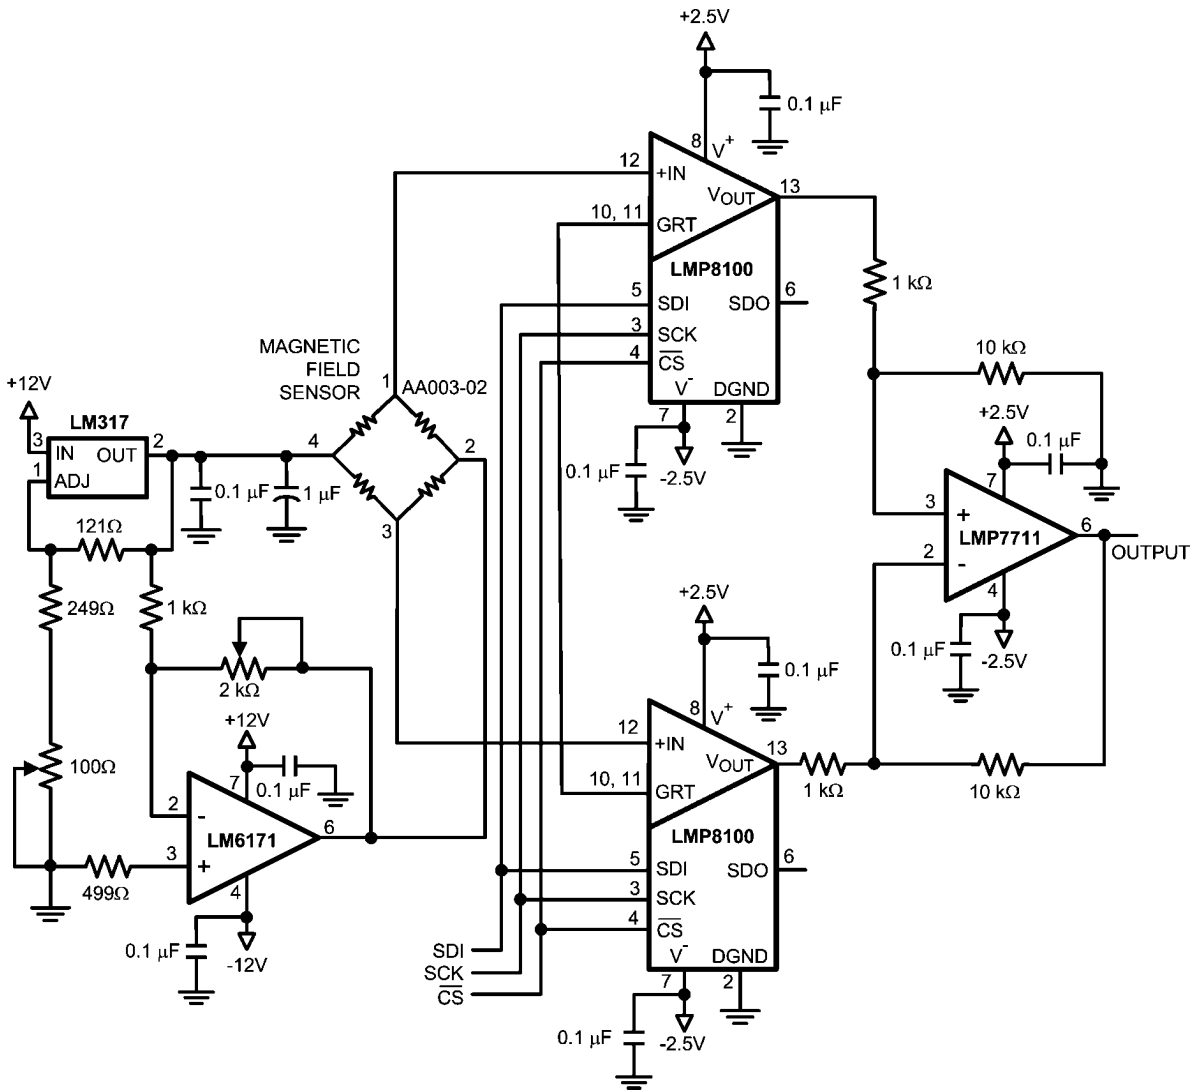 +2.5V
0.1 µF
8
V+
12
+IN
VOUT
13
10, 11
GRT
LMP8100
5
SDI
SDO
6
3
SCK
4
CS
V-
DGND
7
2
0.1 µF
-2.5V
1 kΩ
10 kΩ
+2.5V
0.1 µF
7
3
+
LMP7711
2
-
6
OUTPUT
4
0.1 µF
-2.5V
MAGNETIC
FIELD
SENSOR
1
AA003-02
4
2
3
+12V
LM317
3
IN
OUT
2
1
ADJ
0.1 µF
1 µF
121Ω
249Ω
1 kΩ
2 kΩ
100Ω
+12V
7
0.1 µF
2
-
LM6171
6
3
+
499Ω
4
0.1 µF
-12V
+2.5V
0.1 µF
8
V+
12
+IN
VOUT
13
1 kΩ
10 kΩ
10, 11
GRT
LMP8100
5
SDI
SDO
6
3
SCK
4
CS
V-
DGND
7
2
SDI
SCK
CS
0.1 µF
-2.5V